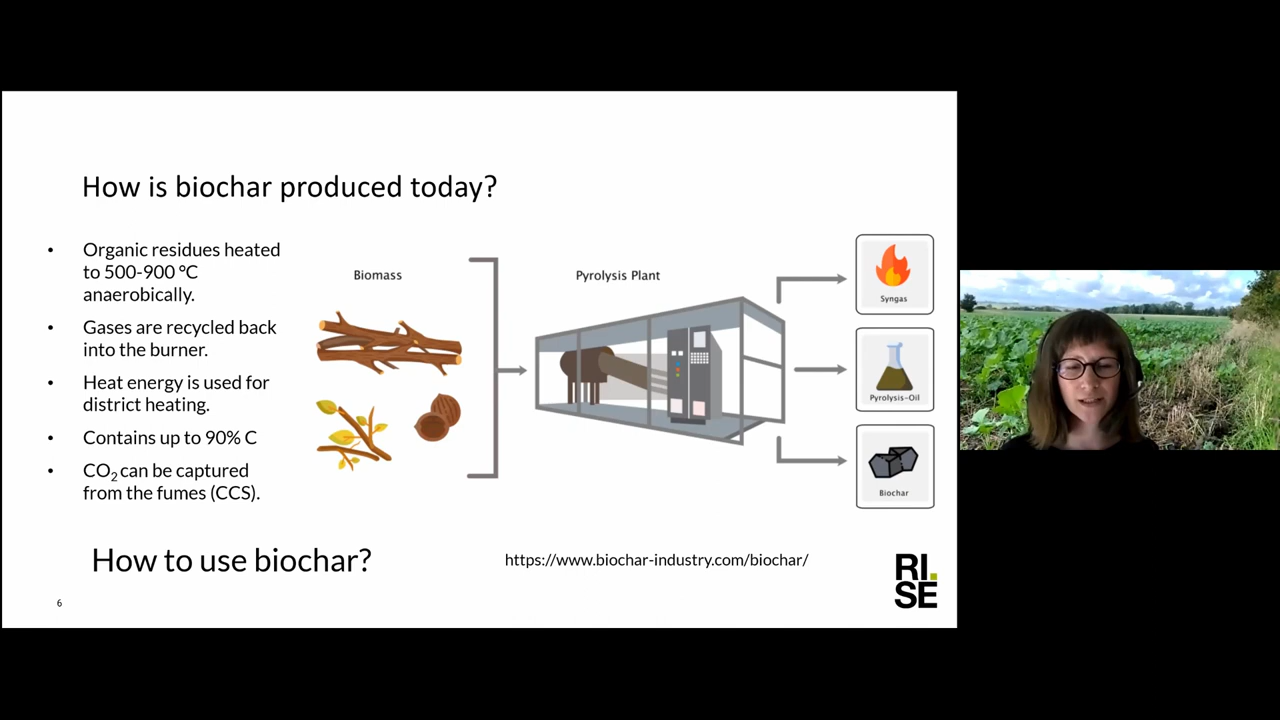 How is biochar produced today?
• Organic residues heated
to 500-900 °C
anaerobically.
• Gases are recycled back
into the burner.
• Heat energy is used for
district heating.
• Contains up to 90% C
• CO₂ can be captured
from the fumes (CCS).
Biomass
Pyrolysis Plant
Syngas
Pyrolysis-Oil
Biochar
How to use biochar?
https://www.biochar-industry.com/biochar/
RI.
SE
6